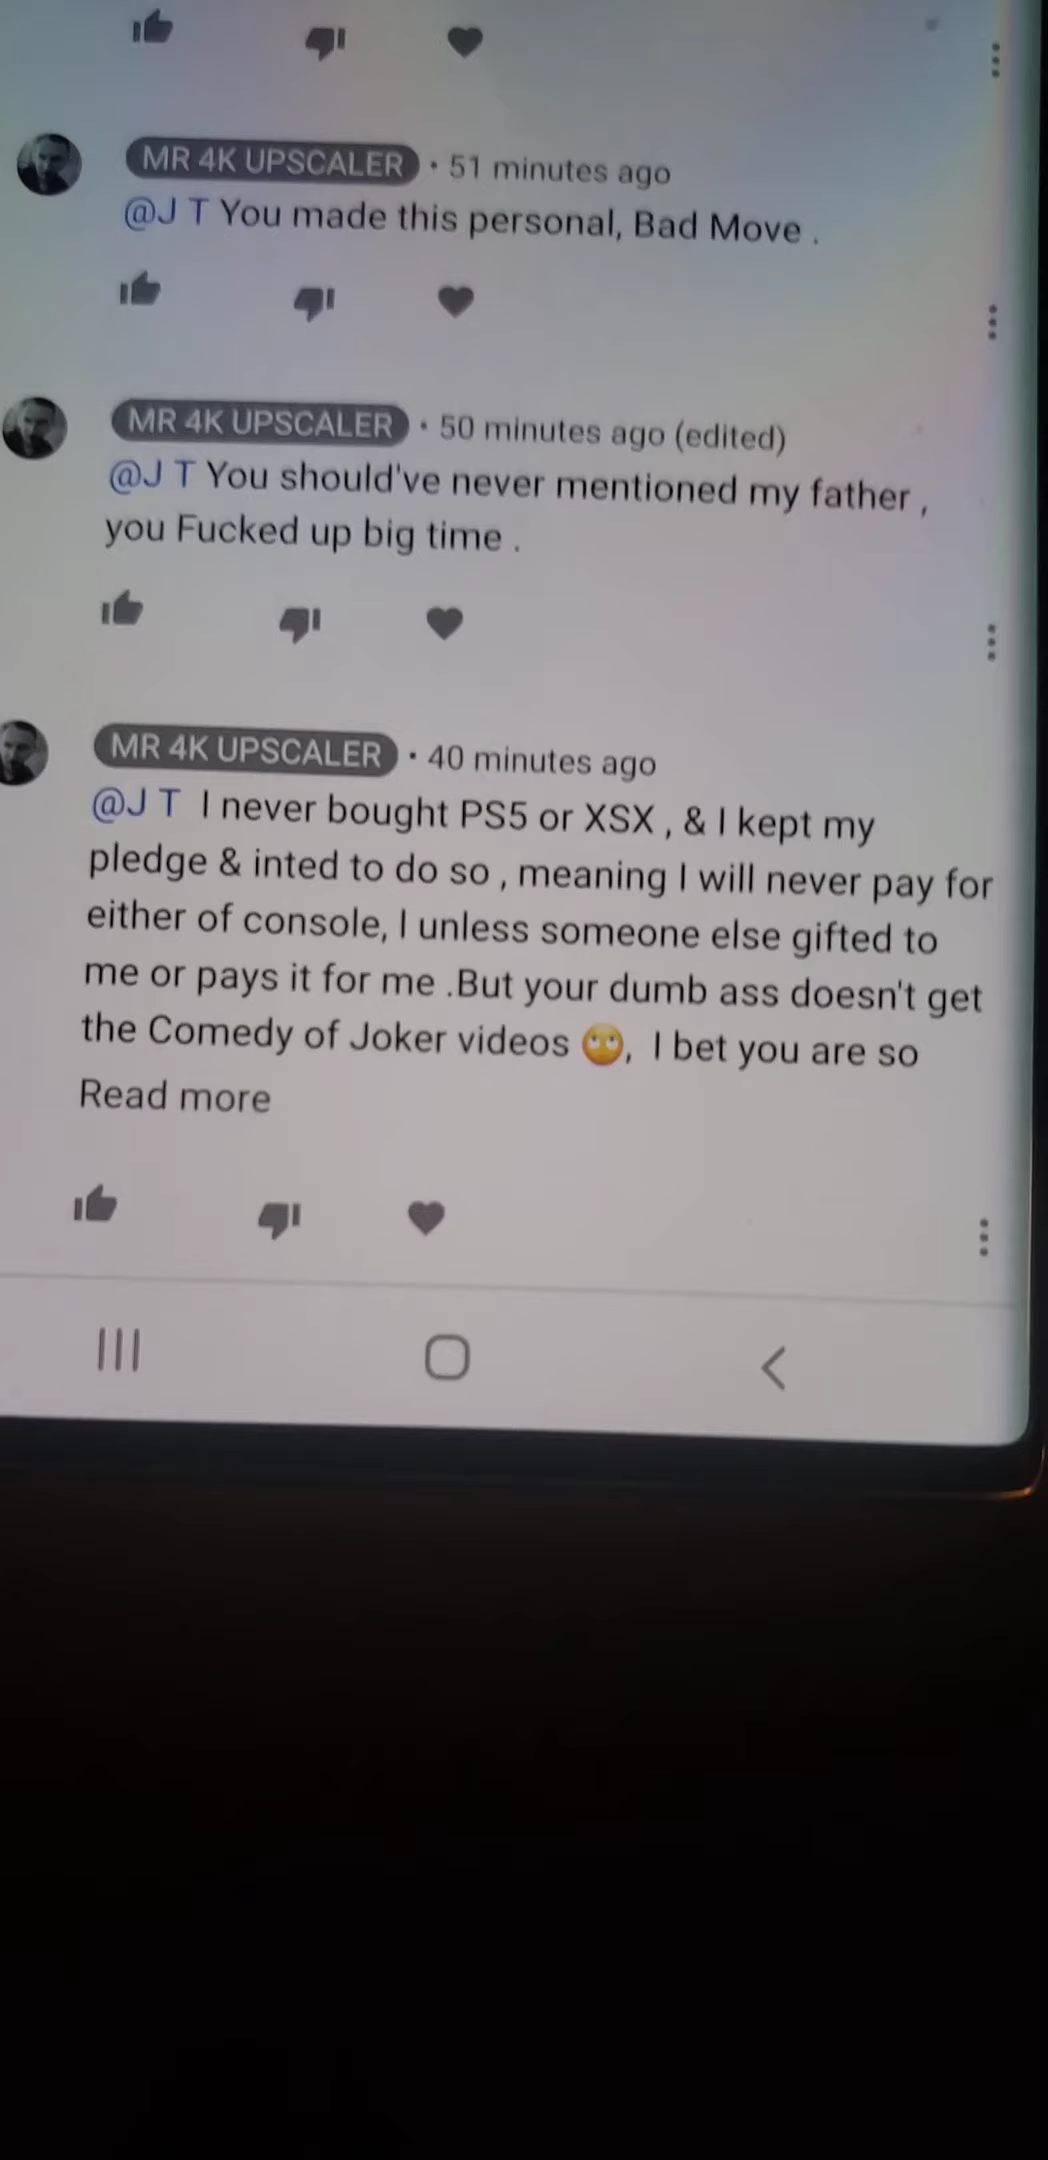 MR 4K UPSCALER • 51 minutes ago
@J T You made this personal, Bad Move .
MR 4K UPSCALER • 50 minutes ago (edited)
@J T You should've never mentioned my father ,
you Fucked up big time .
MR 4K UPSCALER • 40 minutes ago
@J T I never bought PS5 or XSX , & I kept my
pledge & inted to do so , meaning I will never pay for
either of console, I unless someone else gifted to
me or pays it for me .But your dumb ass doesn't get
the Comedy of Joker videos 🙄, I bet you are so
Read more